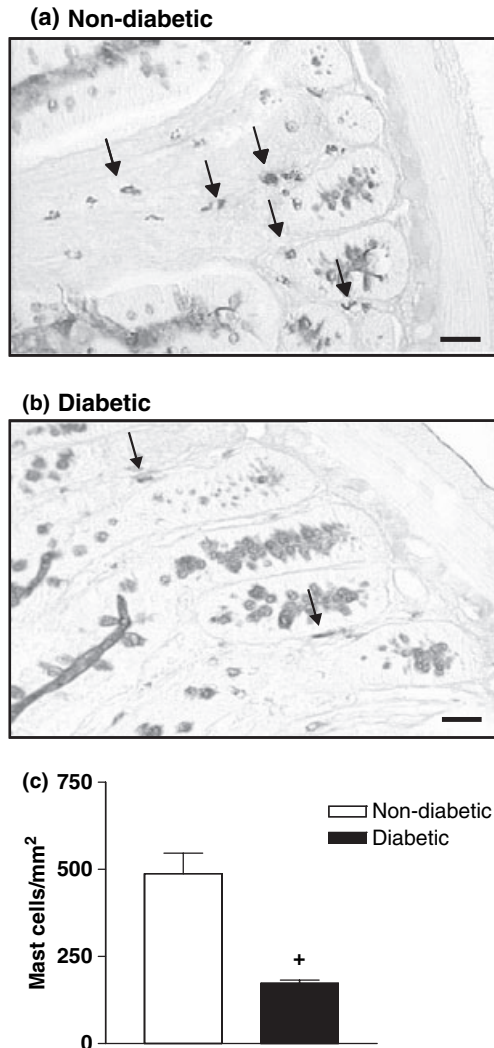 (a) Non-diabetic
(b) Diabetic
(c)
750
500
250
0
Mast cells/mm²
Non-diabetic
Diabetic
+